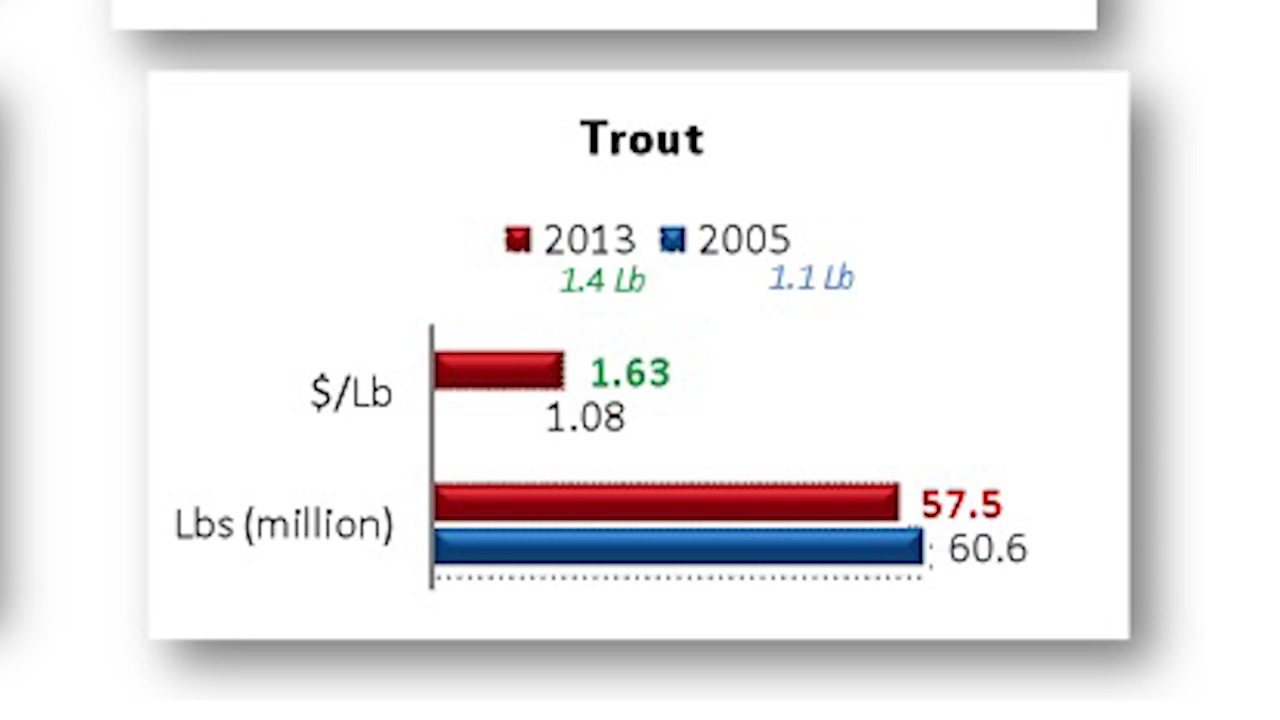 Trout
2013 2005
1.4 Lb 1.1 Lb
$/Lb 1.63
1.08
Lbs (million) 57.5
60.6